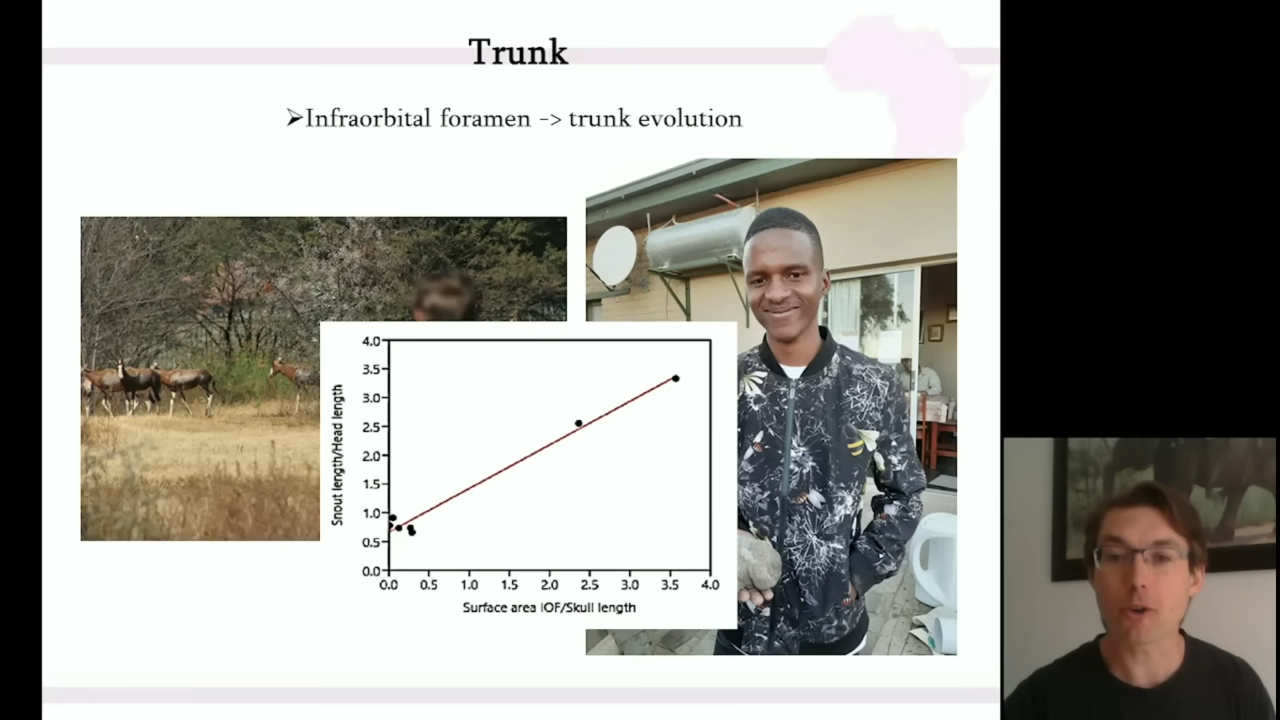 Trunk
➢Infraorbital foramen -> trunk evolution
Snout length/Head length
4.0
3.5
3.0
2.5
2.0
1.5
1.0
0.5
0.0
0.0 0.5 1.0 1.5 2.0 2.5 3.0 3.5 4.0
Surface area IOF/Skull length